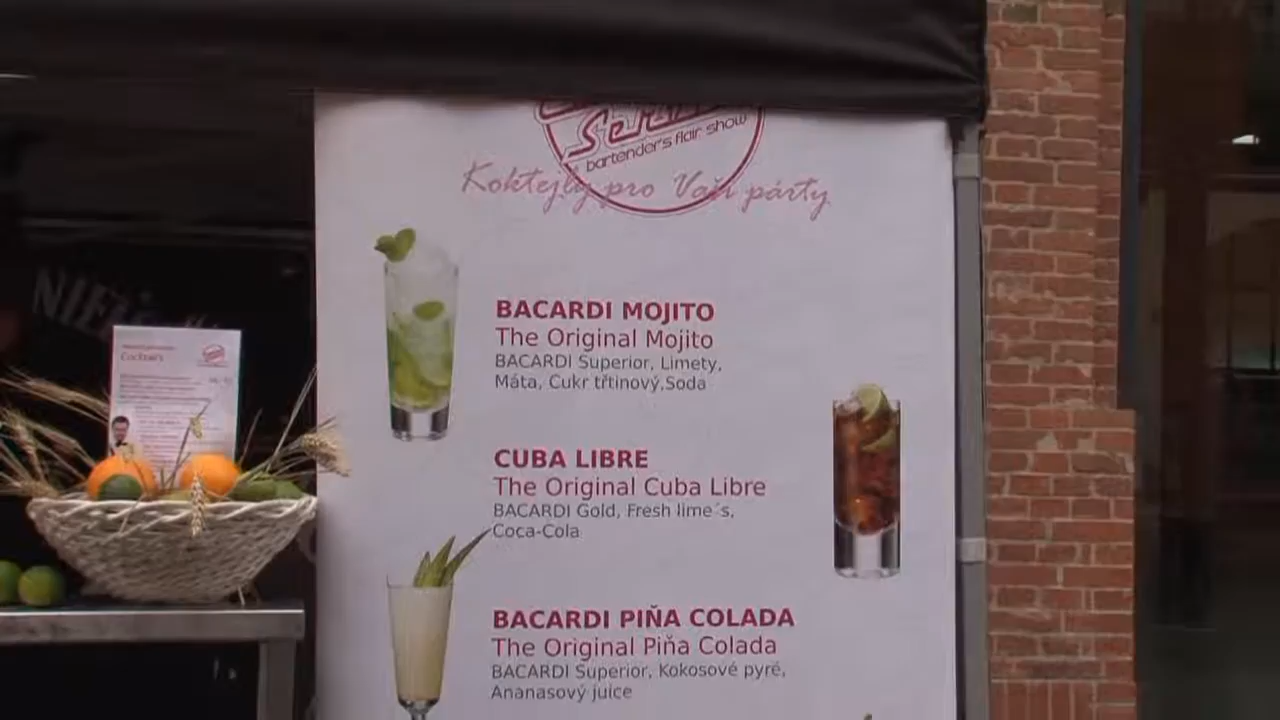 bartender's flair show
Koktejly pro Vaši párty
BACARDI MOJITO
The Original Mojito
BACARDI Superior, Limety,
Máta, Cukr třtinový,Soda
CUBA LIBRE
The Original Cuba Libre
BACARDI Gold, Fresh lime´s,
Coca-Cola
BACARDI PIŇA COLADA
The Original Piňa Colada
BACARDI Superior, Kokosové pyré,
Ananasový juice
Cocktails